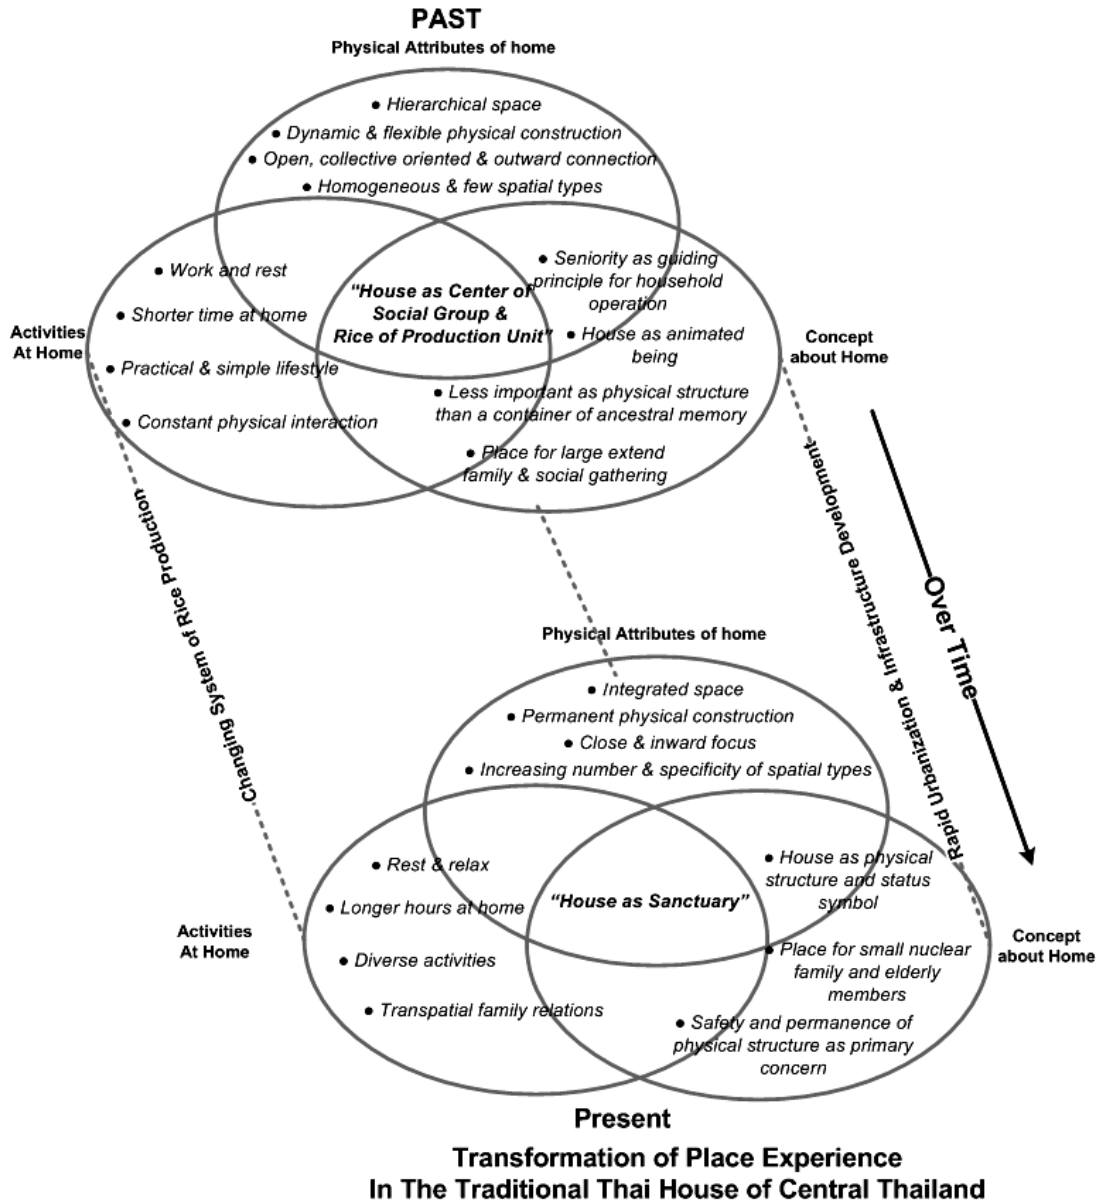 PAST
Physical Attributes of home
• Hierarchical space
• Dynamic & flexible physical construction
• Open, collective oriented & outward connection
• Homogeneous & few spatial types
Activities
At Home
• Work and rest
• Shorter time at home
• Practical & simple lifestyle
• Constant physical interaction
“House as Center of
Social Group &
Rice of Production Unit”
• Seniority as guiding
principle for household
operation
• House as animated
being
• Less important as physical structure
than a container of ancestral memory
• Place for large extend
family & social gathering
Concept
about Home
Changing System of Rice Production
Rapid Urbanization & Infrastructure Development
Over Time
Physical Attributes of home
• Integrated space
• Permanent physical construction
• Close & inward focus
• Increasing number & specificity of spatial types
Activities
At Home
• Rest & relax
• Longer hours at home
• Diverse activities
• Transpatial family relations
“House as Sanctuary”
• House as physical
structure and status
symbol
• Place for small nuclear
family and elderly
members
• Safety and permanence of
physical structure as primary
concern
Concept
about Home
Present
Transformation of Place Experience
In The Traditional Thai House of Central Thailand